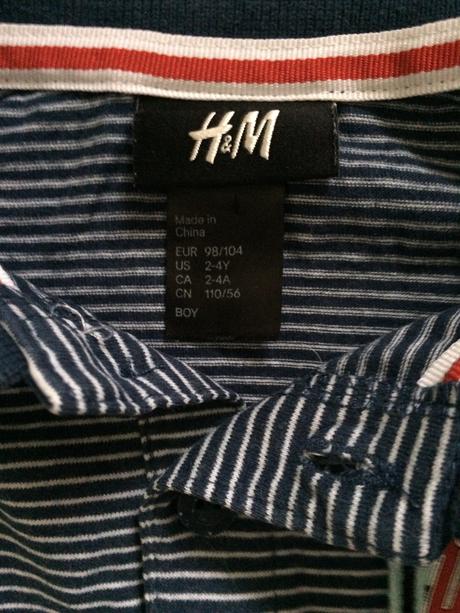 H&M
Made in
China
EUR 98/104
US 2-4Y
CA 2-4A
CN 110/56
BOY